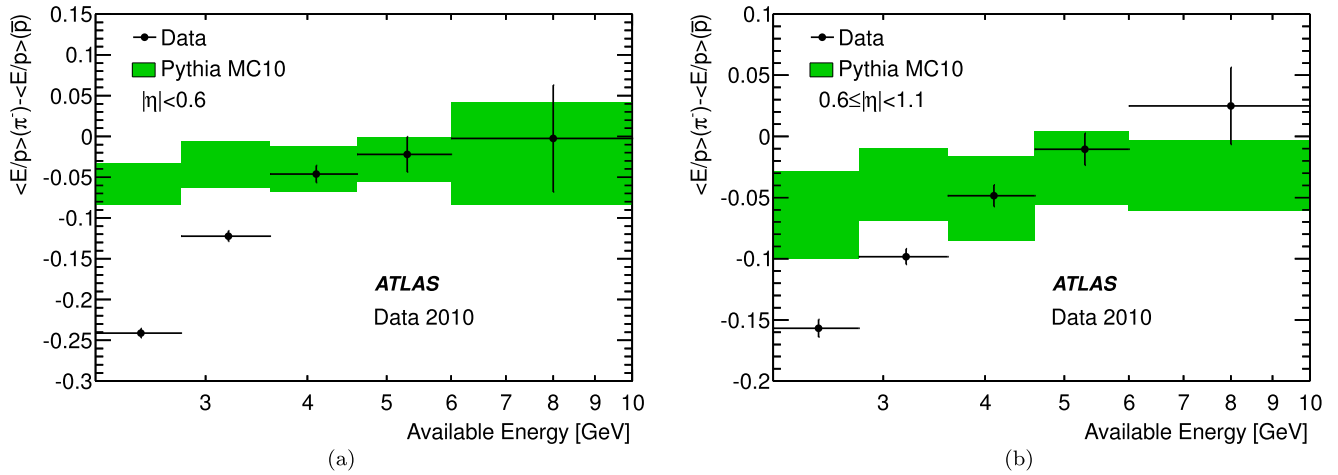 <E/p>(π⁻)-<E/p>(p̅)
0.15
0.1
0.05
0
-0.05
-0.1
-0.15
-0.2
-0.25
-0.3
Data
Pythia MC10
|η|<0.6
ATLAS
Data 2010
3 4 5 6 7 8 9 10
Available Energy [GeV]
(a)
<E/p>(π⁻)-<E/p>(p̅)
0.1
0.05
0
-0.05
-0.1
-0.15
-0.2
Data
Pythia MC10
0.6≤|η|<1.1
ATLAS
Data 2010
3 4 5 6 7 8 9 10
Available Energy [GeV]
(b)